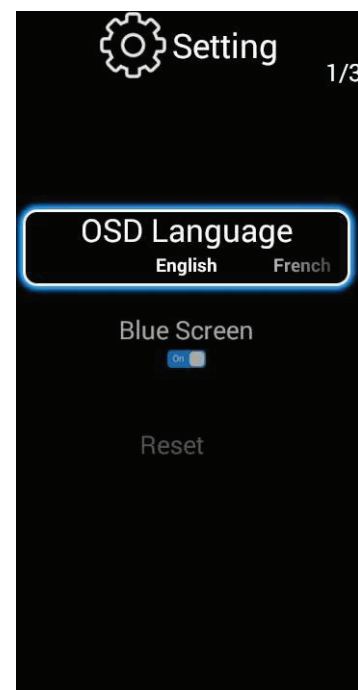 Setting
1/3
OSD Language
English French
Blue Screen
On
Reset